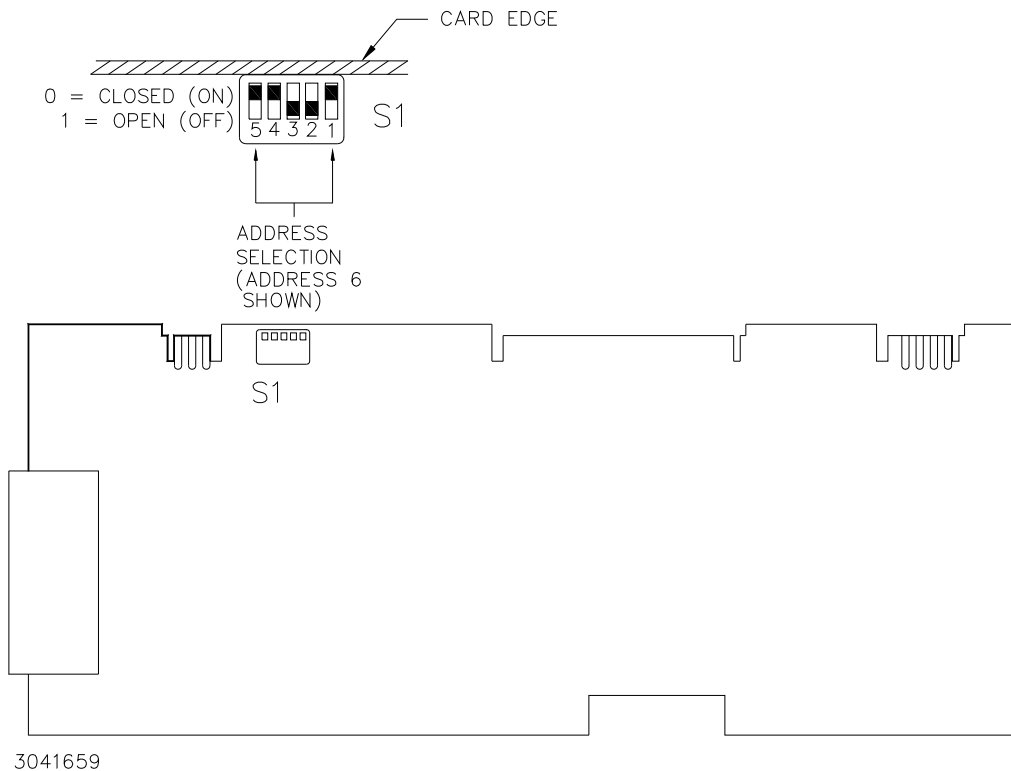 CARD EDGE
0 = CLOSED (ON)
1 = OPEN (OFF)
S1
5 4 3 2 1
ADDRESS
SELECTION
(ADDRESS 6
SHOWN)
S1
3041659